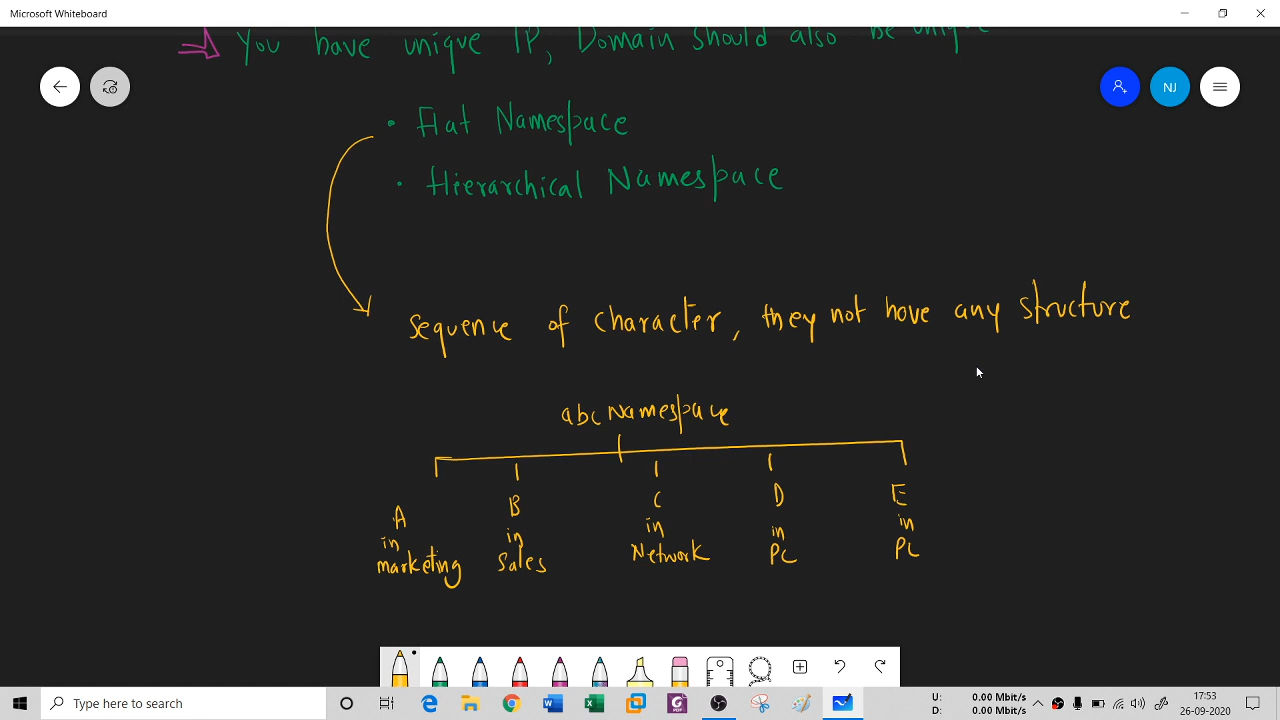 Microsoft Whiteboard
You have unique IP, Domain should also be unique
NJ
• Flat Namespace
• Hierarchical Namespace
sequence of character, they not have any structure
abc Namespace
A B C D E
in in in in in
marketing Sales Network PC PC
Type here to search
U: 0.00 Mbit/s
D: 0.00 Mbit/s
17:53
26-09-2020